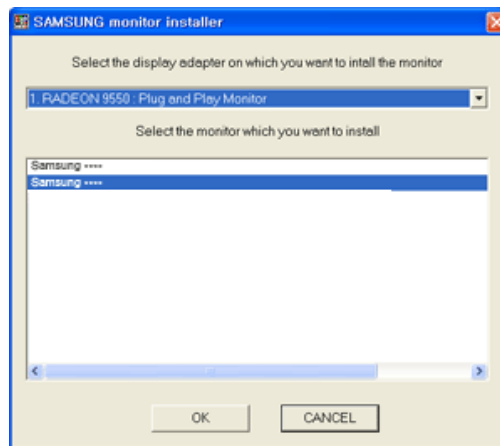 SAMSUNG monitor installer
Select the display adapter on which you want to intall the monitor
1. RADEON 9550 : Plug and Play Monitor
Select the monitor which you want to install
Samsung ----
Samsung ----
OK
CANCEL